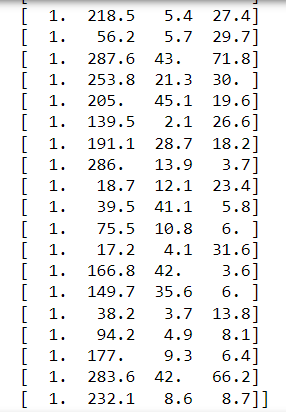 [  1.  218.5   5.4  27.4]
[  1.   56.2   5.7  29.7]
[  1.  287.6  43.   71.8]
[  1.  253.8  21.3  30. ]
[  1.  205.   45.1  19.6]
[  1.  139.5   2.1  26.6]
[  1.  191.1  28.7  18.2]
[  1.  286.   13.9   3.7]
[  1.   18.7  12.1  23.4]
[  1.   39.5  41.1   5.8]
[  1.   75.5  10.8   6. ]
[  1.   17.2   4.1  31.6]
[  1.  166.8  42.    3.6]
[  1.  149.7  35.6   6. ]
[  1.   38.2   3.7  13.8]
[  1.   94.2   4.9   8.1]
[  1.  177.    9.3   6.4]
[  1.  283.6  42.   66.2]
[  1.  232.1   8.6   8.7]]